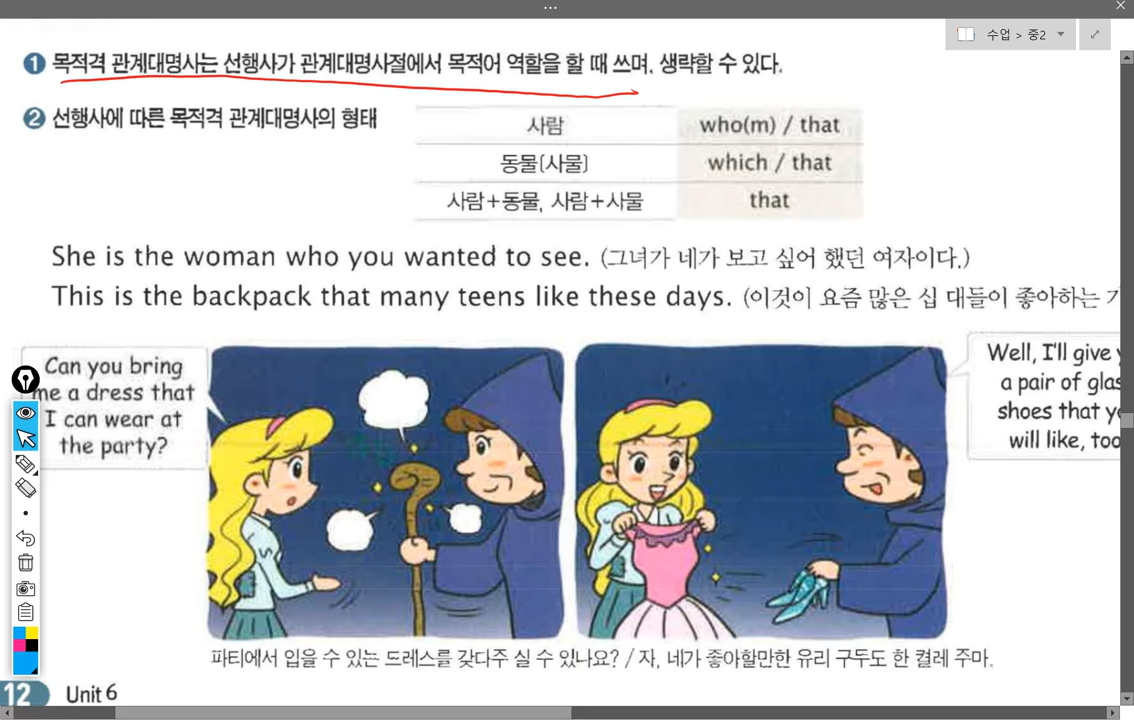 수업 > 중2
1 목적격 관계대명사는 선행사가 관계대명사절에서 목적어 역할을 할 때 쓰며, 생략할 수 있다.
2 선행사에 따른 목적격 관계대명사의 형태
사람 who(m) / that
동물(사물) which / that
사람+동물, 사람+사물 that
She is the woman who you wanted to see. (그녀가 네가 보고 싶어 했던 여자이다.)
This is the backpack that many teens like these days. (이것이 요즘 많은 십 대들이 좋아하는
Can you bring
me a dress that
I can wear at
the party?
Well, I'll give
a pair of glas
shoes that
will like, too
파티에서 입을 수 있는 드레스를 갖다주 실 수 있나요? / 자, 네가 좋아할만한 유리 구두도 한 켤레 주마.
12 Unit 6